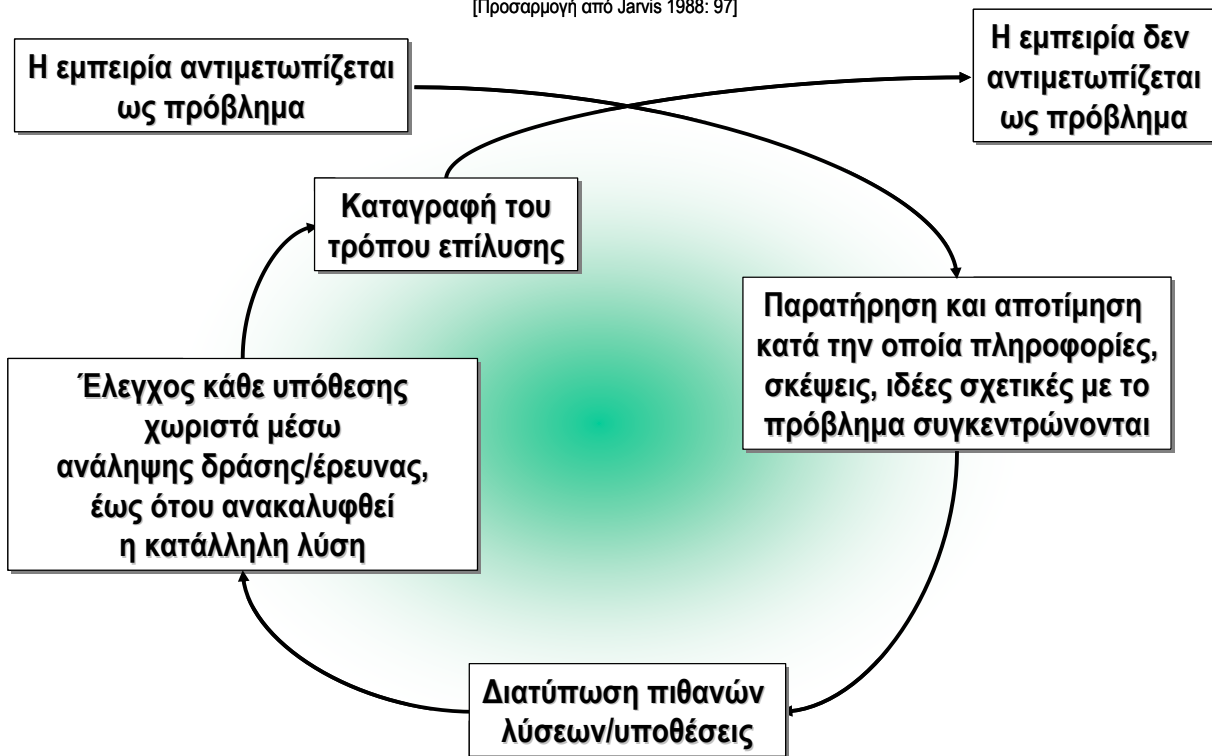 [Προσαρμογή από Jarvis 1988: 97]
Η εμπειρία αντιμετωπίζεται
ως πρόβλημα
Η εμπειρία δεν
αντιμετωπίζεται
ως πρόβλημα
Καταγραφή του
τρόπου επίλυσης
Παρατήρηση και αποτίμηση
κατά την οποία πληροφορίες,
σκέψεις, ιδέες σχετικές με το
πρόβλημα συγκεντρώνονται
Έλεγχος κάθε υπόθεσης
χωριστά μέσω
ανάληψης δράσης/έρευνας,
έως ότου ανακαλυφθεί
η κατάλληλη λύση
Διατύπωση πιθανών
λύσεων/υποθέσεις